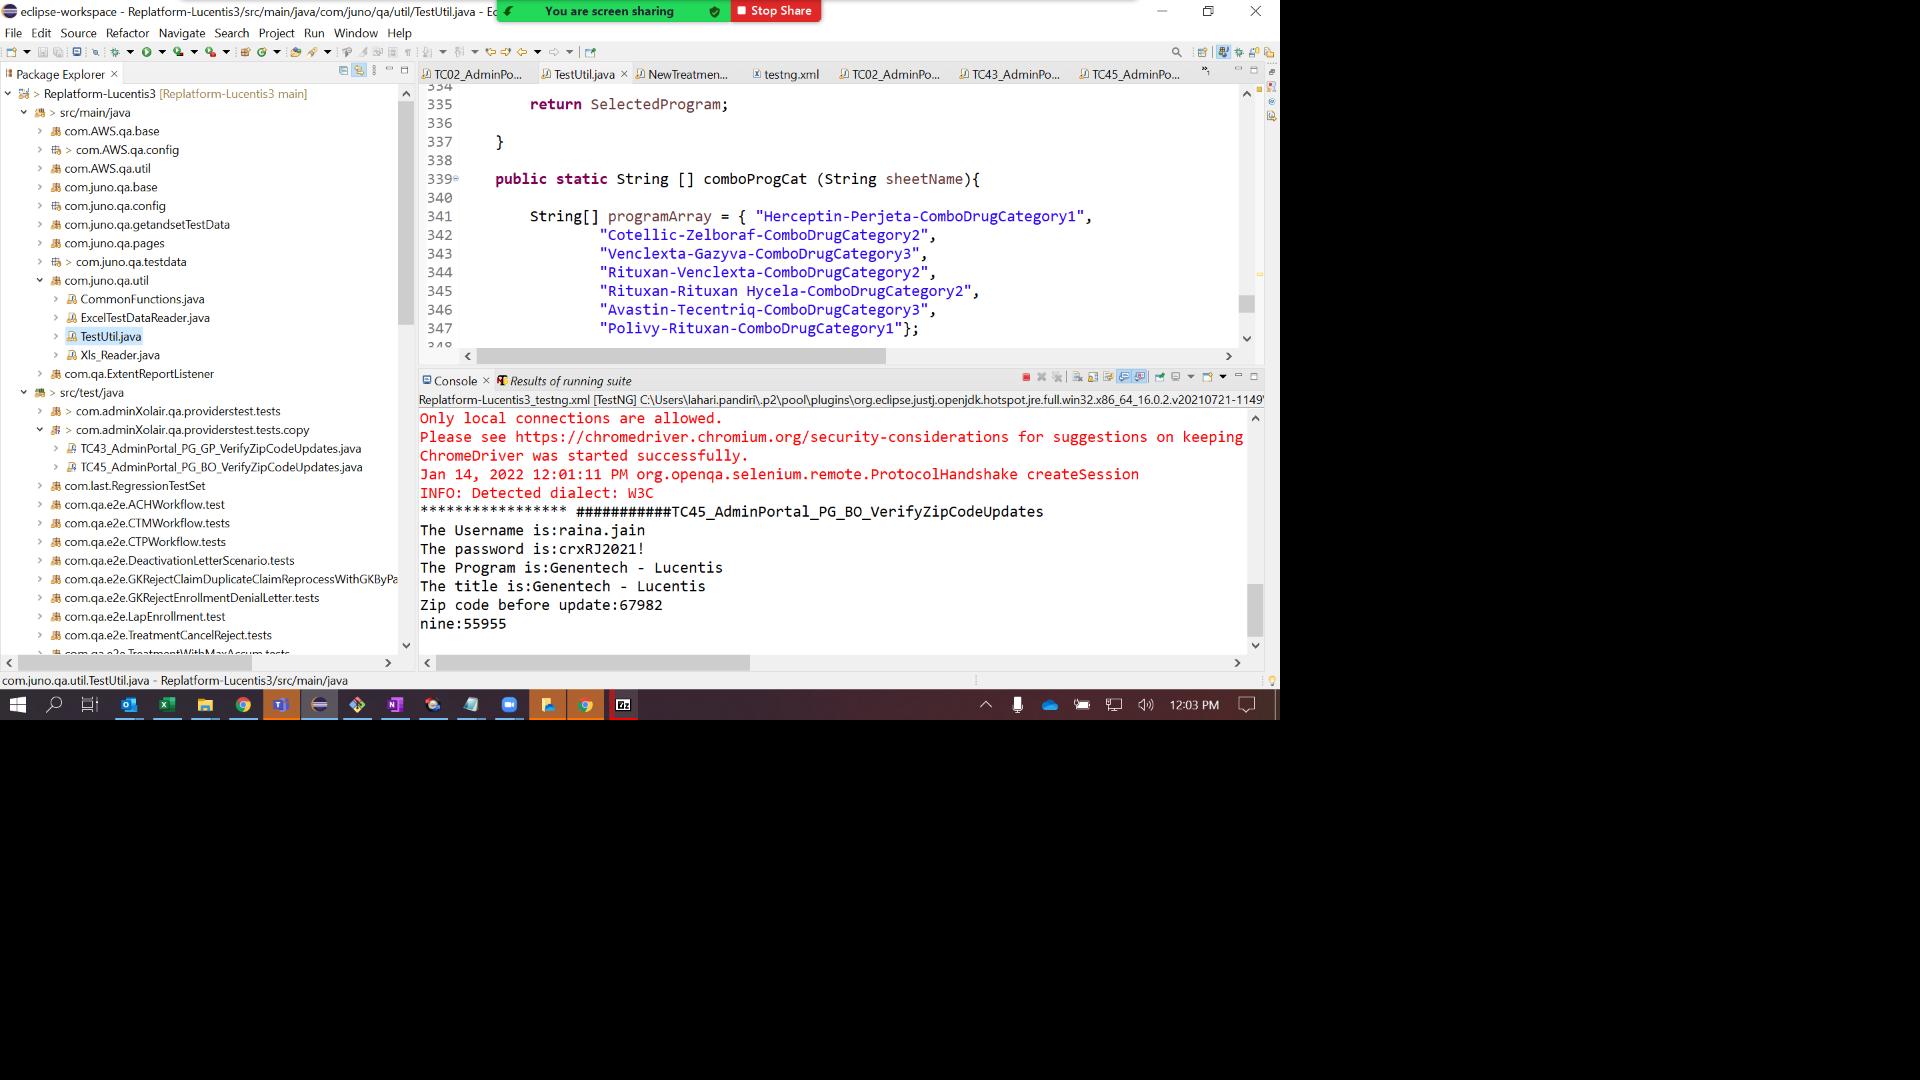 eclipse-workspace - Replatform-Lucentis3/src/main/java/com/juno/qa/util/TestUtil.java - Ec
You are screen sharing
Stop Share
File Edit Source Refactor Navigate Search Project Run Window Help
Package Explorer
TC02_AdminPo...
TestUtil.java
NewTreatmen...
testng.xml
TC02_AdminPo...
TC43_AdminPo...
TC45_AdminPo...
Replatform-Lucentis3 [Replatform-Lucentis3 main]
src/main/java
com.AWS.qa.base
com.AWS.qa.config
com.AWS.qa.util
com.juno.qa.base
com.juno.qa.config
com.juno.qa.getandsetTestData
com.juno.qa.pages
com.juno.qa.testdata
com.juno.qa.util
CommonFunctions.java
ExcelTestDataReader.java
TestUtil.java
Xls_Reader.java
com.qa.ExtentReportListener
src/test/java
com.adminXolair.qa.providerstest.tests
com.adminXolair.qa.providerstest.tests.copy
TC43_AdminPortal_PG_GP_VerifyZipCodeUpdates.java
TC45_AdminPortal_PG_BO_VerifyZipCodeUpdates.java
com.last.RegressionTestSet
com.qa.e2e.ACHWorkflow.test
com.qa.e2e.CTMWorkflow.tests
com.qa.e2e.CTPWorkflow.tests
com.qa.e2e.DeactivationLetterScenario.tests
com.qa.e2e.GKRejectClaimDuplicateClaimReprocessWithGKByPa
com.qa.e2e.GKRejectEnrollmentDenialLetter.tests
com.qa.e2e.LapEnrollment.test
com.qa.e2e.TreatmentCancelReject.tests
com.qa.e2e.TreatmentWithMaxAccum.tests
334
335 return SelectedProgram;
336
337 }
338
339 public static String [] comboProgCat (String sheetName){
340
341 String[] programArray = { "Herceptin-Perjeta-ComboDrugCategory1",
342 "Cotellic-Zelboraf-ComboDrugCategory2",
343 "Venclexta-Gazyva-ComboDrugCategory3",
344 "Rituxan-Venclexta-ComboDrugCategory2",
345 "Rituxan-Rituxan Hycela-ComboDrugCategory2",
346 "Avastin-Tecentriq-ComboDrugCategory3",
347 "Polivy-Rituxan-ComboDrugCategory1"};
348
Console
Results of running suite
Replatform-Lucentis3_testng.xml [TestNG] C:\Users\lahari.pandiri\.p2\pool\plugins\org.eclipse.justj.openjdk.hotspot.jre.full.win32.x86_64_16.0.2.v20210721-1149\
Only local connections are allowed.
Please see https://chromedriver.chromium.org/security-considerations for suggestions on keeping
ChromeDriver was started successfully.
Jan 14, 2022 12:01:11 PM org.openqa.selenium.remote.ProtocolHandshake createSession
INFO: Detected dialect: W3C
***************** ###########TC45_AdminPortal_PG_BO_VerifyZipCodeUpdates
The Username is:raina.jain
The password is:crxRJ2021!
The Program is:Genentech - Lucentis
The title is:Genentech - Lucentis
Zip code before update:67982
nine:55955
com.juno.qa.util.TestUtil.java - Replatform-Lucentis3/src/main/java
12:03 PM